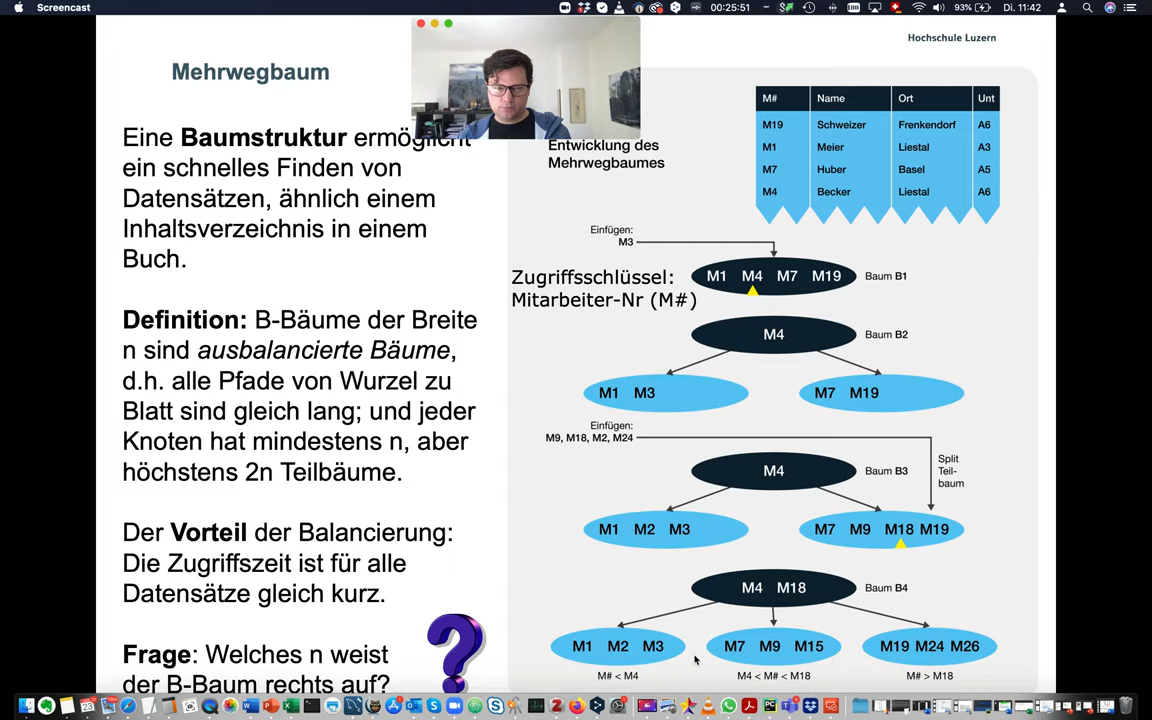 Screencast
00:25:51
93%
Di. 11:42
Hochschule Luzern
Mehrwegbaum
Eine Baumstruktur ermöglicht
ein schnelles Finden von
Datensätzen, ähnlich einem
Inhaltsverzeichnis in einem
Buch.
Definition: B-Bäume der Breite
n sind ausbalancierte Bäume,
d.h. alle Pfade von Wurzel zu
Blatt sind gleich lang; und jeder
Knoten hat mindestens n, aber
höchstens 2n Teilbäume.
Der Vorteil der Balancierung:
Die Zugriffszeit ist für alle
Datensätze gleich kurz.
Frage: Welches n weist
der B-Baum rechts auf?
Entwicklung des
Mehrwegbaumes
M# Name Ort Unt
M19 Schweizer Frenkendorf A6
M1 Meier Liestal A3
M7 Huber Basel A5
M4 Becker Liestal A6
Einfügen:
M3
Zugriffsschlüssel:
Mitarbeiter-Nr (M#)
M1 M4 M7 M19 Baum B1
M4 Baum B2
M1 M3 M7 M19
Einfügen:
M9, M18, M2, M24
Split
Teil-
baum
M4 Baum B3
M1 M2 M3 M7 M9 M18 M19
M4 M18 Baum B4
M1 M2 M3 M7 M9 M15 M19 M24 M26
M# < M4 M4 < M# < M18 M# > M18